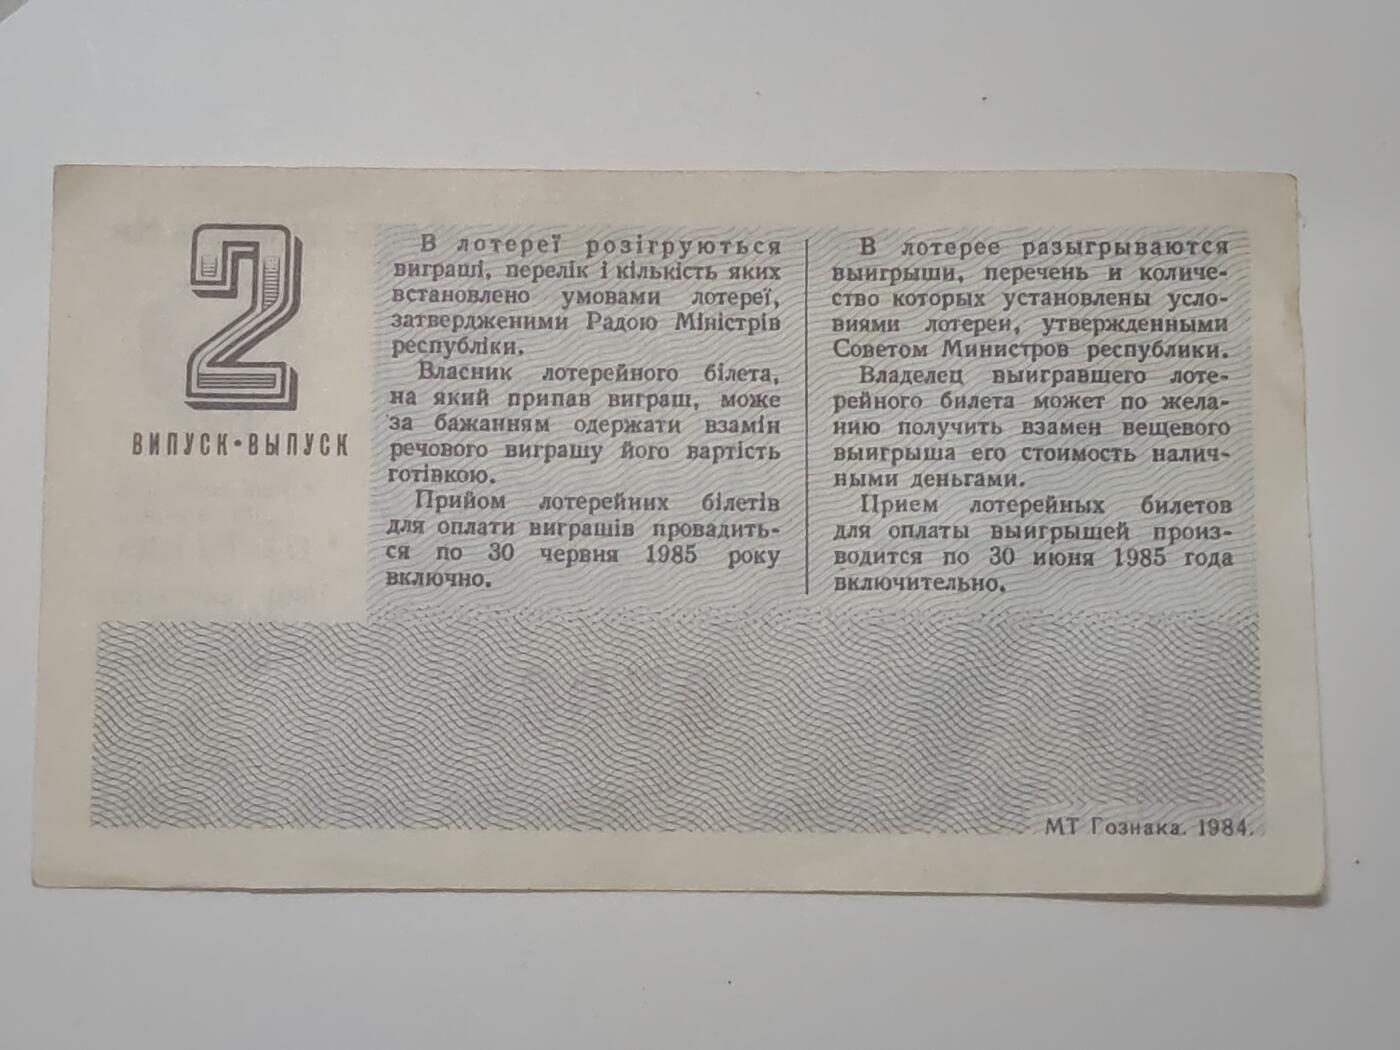 2
ВИПУСК•ВЫПУСК
В лотереї розігруються
виграші, перелік і кількість яких
встановлено умовами лотереї,
затвердженими Радою Міністрів
республіки.
Власник лотерейного білета,
на який припав виграш, може
за бажанням одержати взамін
речового виграшу його вартість
готівкою.
Прийом лотерейних білетів
для оплати виграшів провадить-
ся по 30 червня 1985 року
включно.
В лотерее разыгрываются
выигрыши, перечень и количе-
ство которых установлены усло-
виями лотереи, утвержденными
Советом Министров республики.
Владелец выигравшего лоте-
рейного билета может по жела-
нию получить взамен вещевого
выигрыша его стоимость налич-
ными деньгами.
Прием лотерейных билетов
для оплаты выигрышей произ-
водится по 30 июня 1985 года
включительно.
МТ Гознака. 1984.